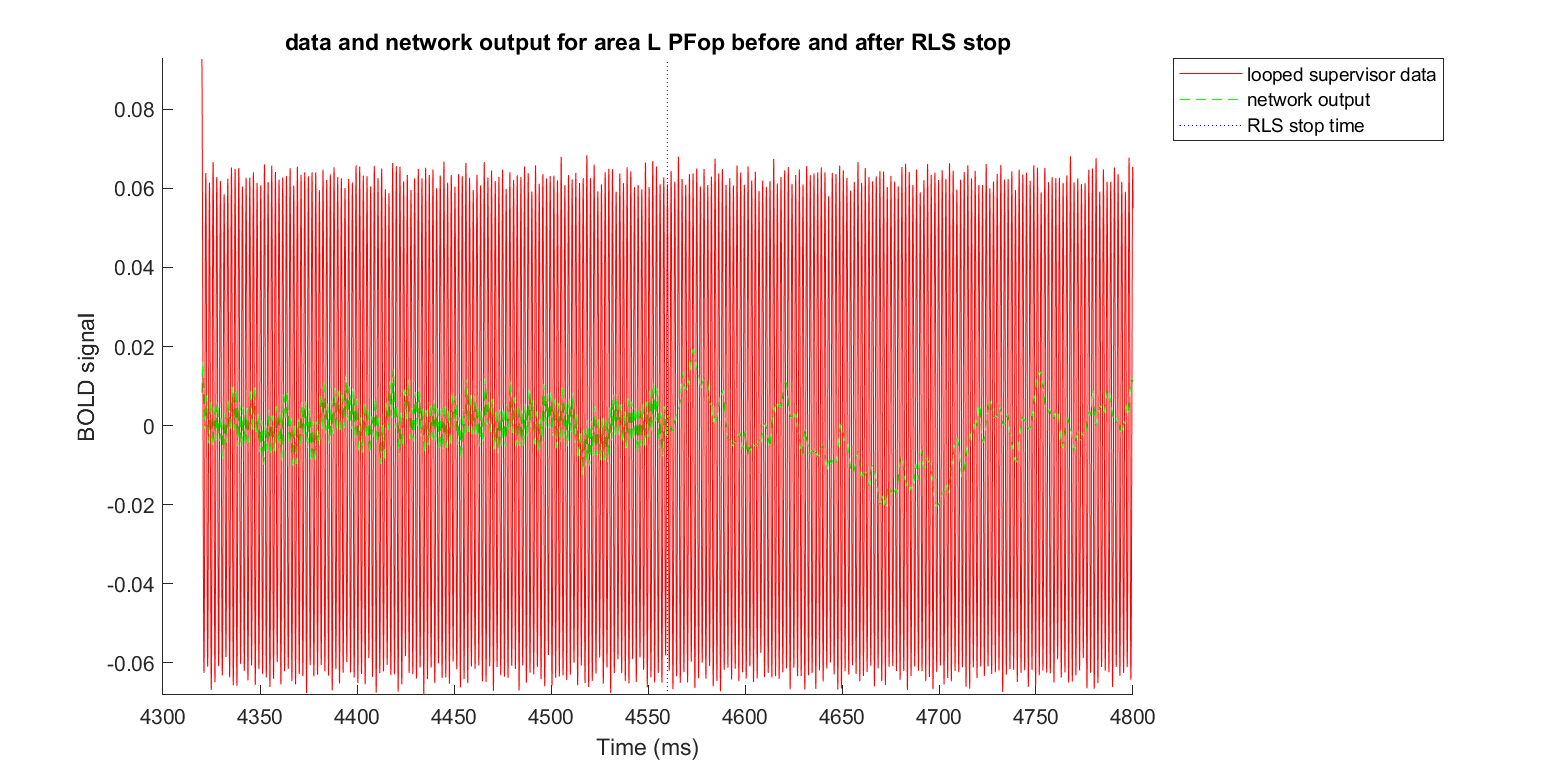 data and network output for area L PFop before and after RLS stop
looped supervisor data
network output
RLS stop time
BOLD signal
0.08
0.06
0.04
0.02
0
-0.02
-0.04
-0.06
4300 4350 4400 4450 4500 4550 4600 4650 4700 4750 4800
Time (ms)